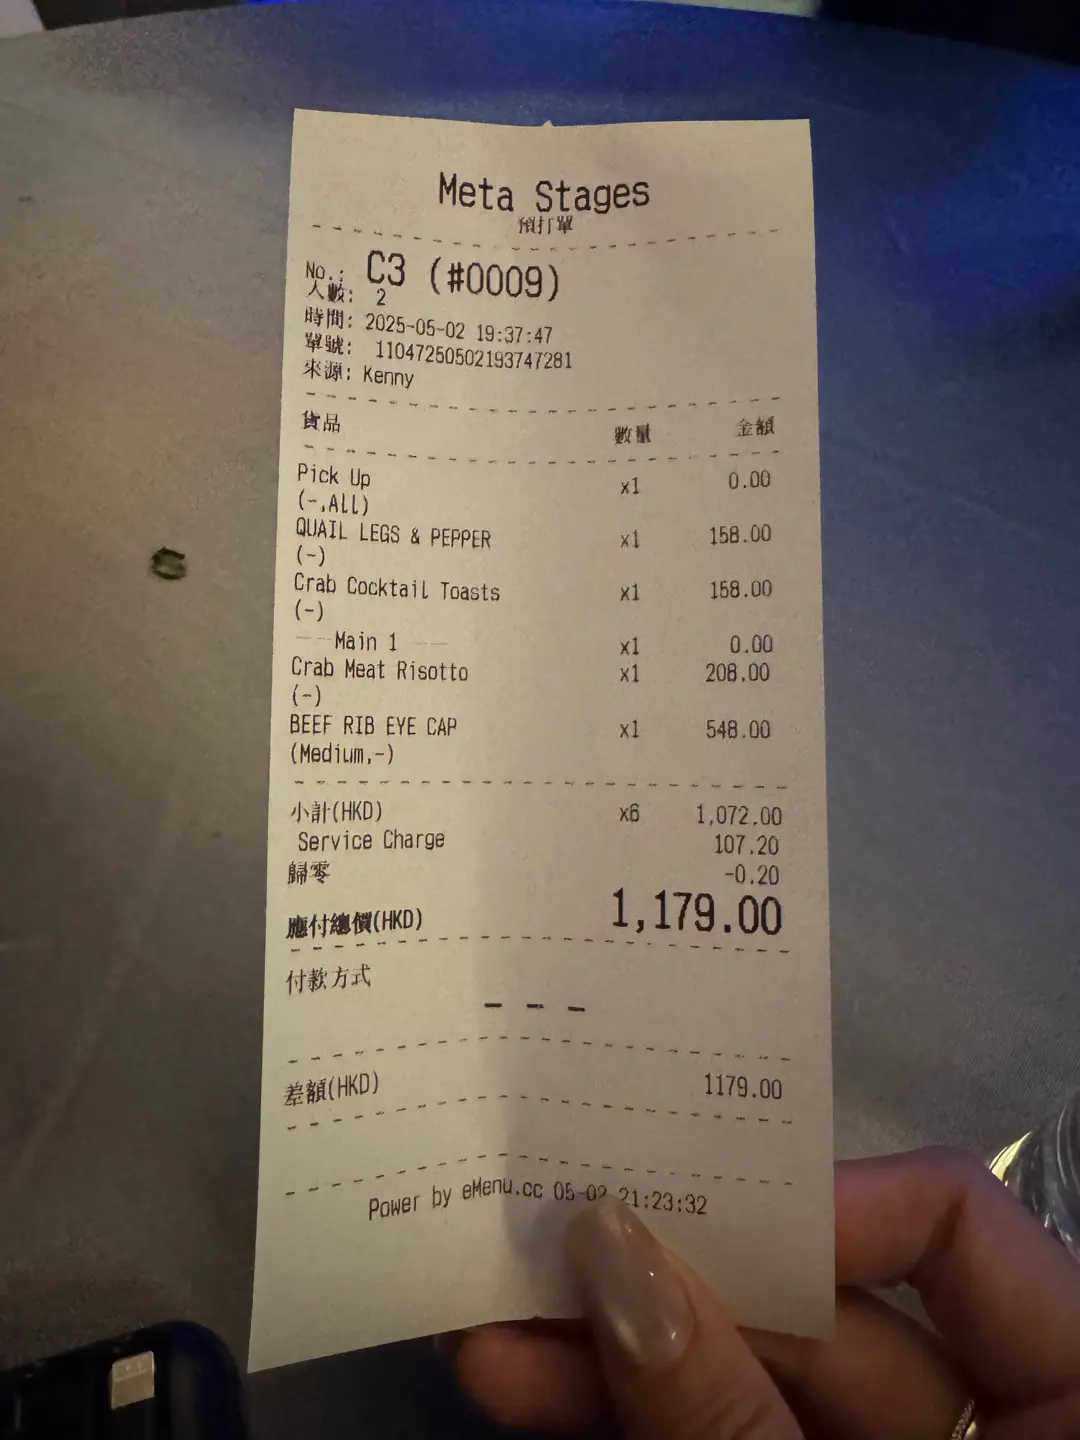 Meta Stages
預打單
No.: C3 (#0009)
人數: 2
時間: 2025-05-02 19:37:47
單號: 11047250502193747281
來源: Kenny
貨品 數量 金額
Pick Up x1 0.00
(-,All)
QUAIL LEGS & PEPPER x1 158.00
(-)
Crab Cocktail Toasts x1 158.00
(-)
---Main 1 --- x1 0.00
Crab Meat Risotto x1 208.00
(-)
BEEF RIB EYE CAP x1 548.00
(Medium,-)
小計(HKD) x6 1,072.00
Service Charge 107.20
歸零 -0.20
應付總價(HKD) 1,179.00
付款方式
- - -
差額(HKD) 1179.00
Power by eMenu.cc 05-02 21:23:32